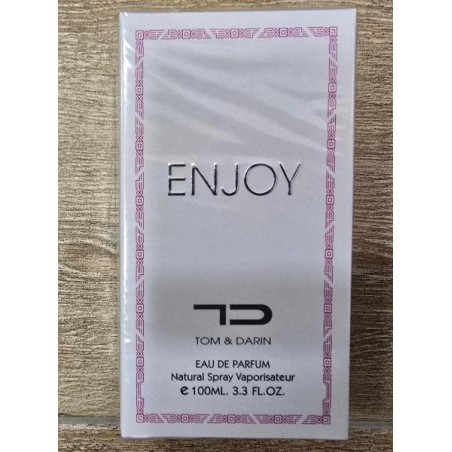 ENJOY
TD
TOM & DARIN
EAU DE PARFUM
Natural Spray Vaporisateur
e 100ML. 3.3 FL.OZ.